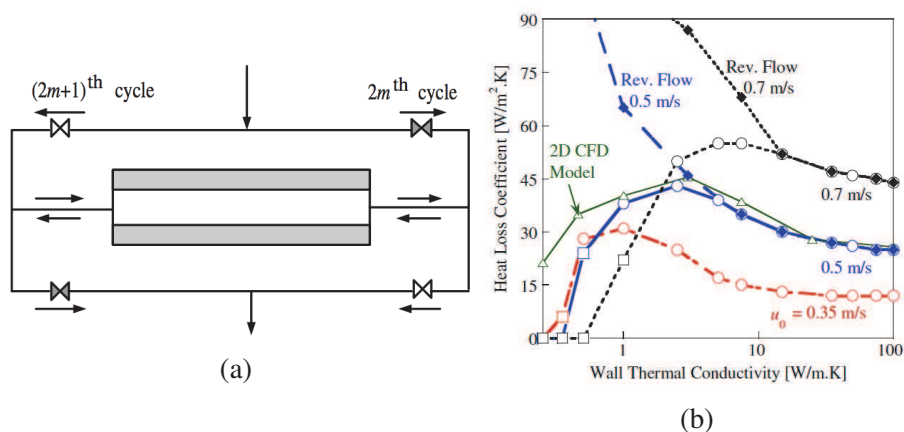 (2m+1)th cycle
2mth
cycle
(a)
Heat Loss Coefficient [W/m2.K]
90
75
60
45
30
15
0
Rev. Flow
0.5 m/s
Rev. Flow
0.7 m/s
2D CFD
Model
0.7 m/s
0.5 m/s
u0 = 0.35 m/s
1
10
100
Wall Thermal Conductivity [W/m.K]
(b)